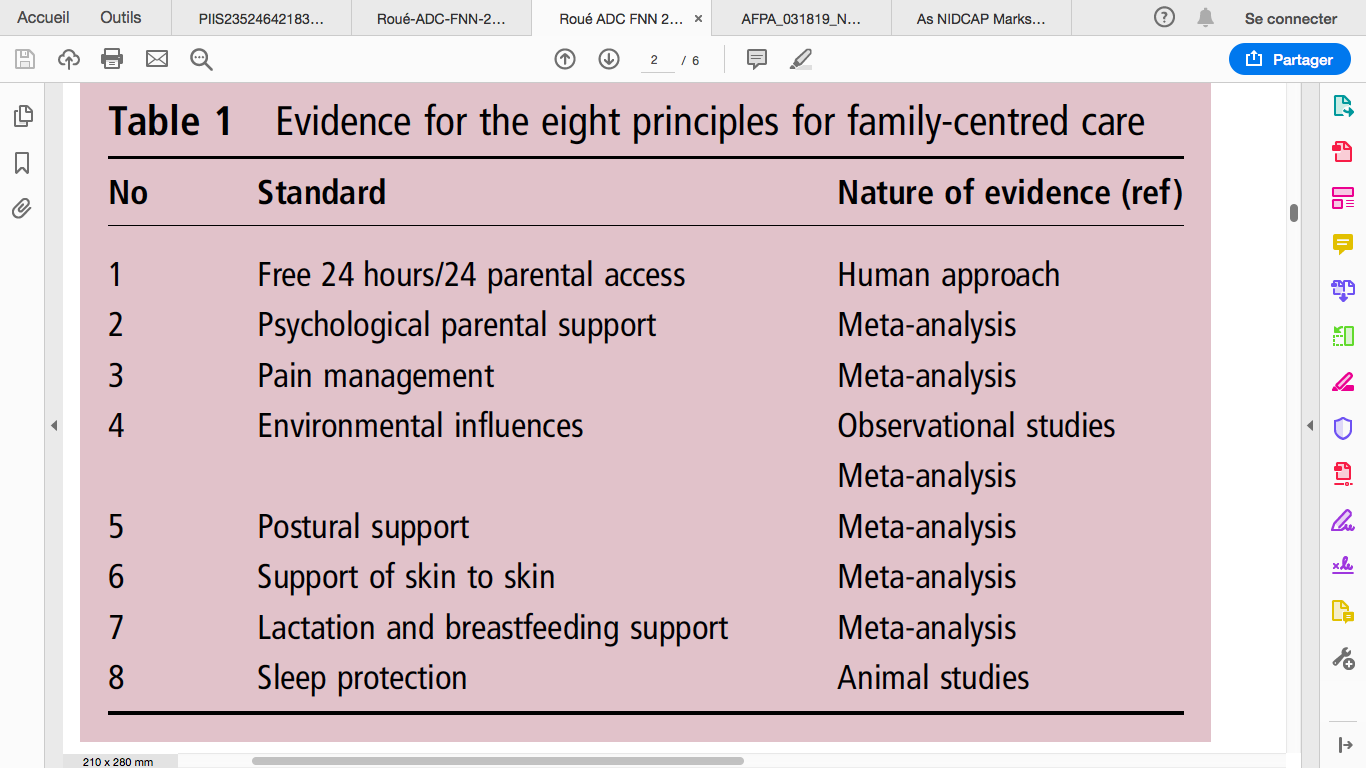 Accueil Outils PIIS23524642183... Roué-ADC-FNN-2... Roué ADC FNN 2... × AFPA_031819_N... As NIDCAP Marks... Se connecter
2 / 6 Partager
Table 1 Evidence for the eight principles for family-centred care
No Standard Nature of evidence (ref)
1 Free 24 hours/24 parental access Human approach
2 Psychological parental support Meta-analysis
3 Pain management Meta-analysis
4 Environmental influences Observational studies
Meta-analysis
5 Postural support Meta-analysis
6 Support of skin to skin Meta-analysis
7 Lactation and breastfeeding support Meta-analysis
8 Sleep protection Animal studies
210 x 280 mm